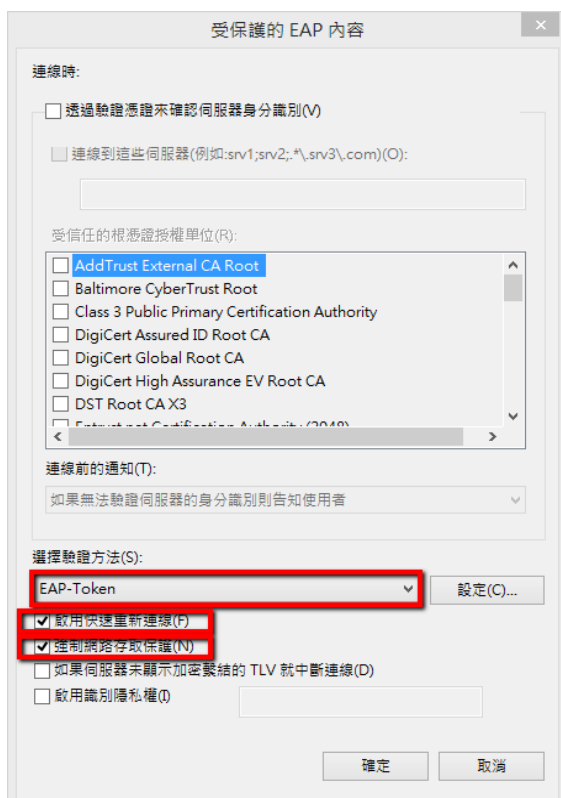 受保護的 EAP 內容
連線時:
透過驗證憑證來確認伺服器身分識別(V)
連線到這些伺服器(例如:srv1;srv2;.*\.srv3\.com)(O):
受信任的根憑證授權單位(R):
AddTrust External CA Root
Baltimore CyberTrust Root
Class 3 Public Primary Certification Authority
DigiCert Assured ID Root CA
DigiCert Global Root CA
DigiCert High Assurance EV Root CA
DST Root CA X3
Entrust.net Certification Authority (2048)
連線前的通知(T):
如果無法驗證伺服器的身分識別則告知使用者
選擇驗證方法(S):
EAP-Token
設定(C)...
啟用快速重新連線(F)
強制網路存取保護(N)
如果伺服器未顯示加密繫結的 TLV 就中斷連線(D)
啟用識別隱私權(I)
確定
取消